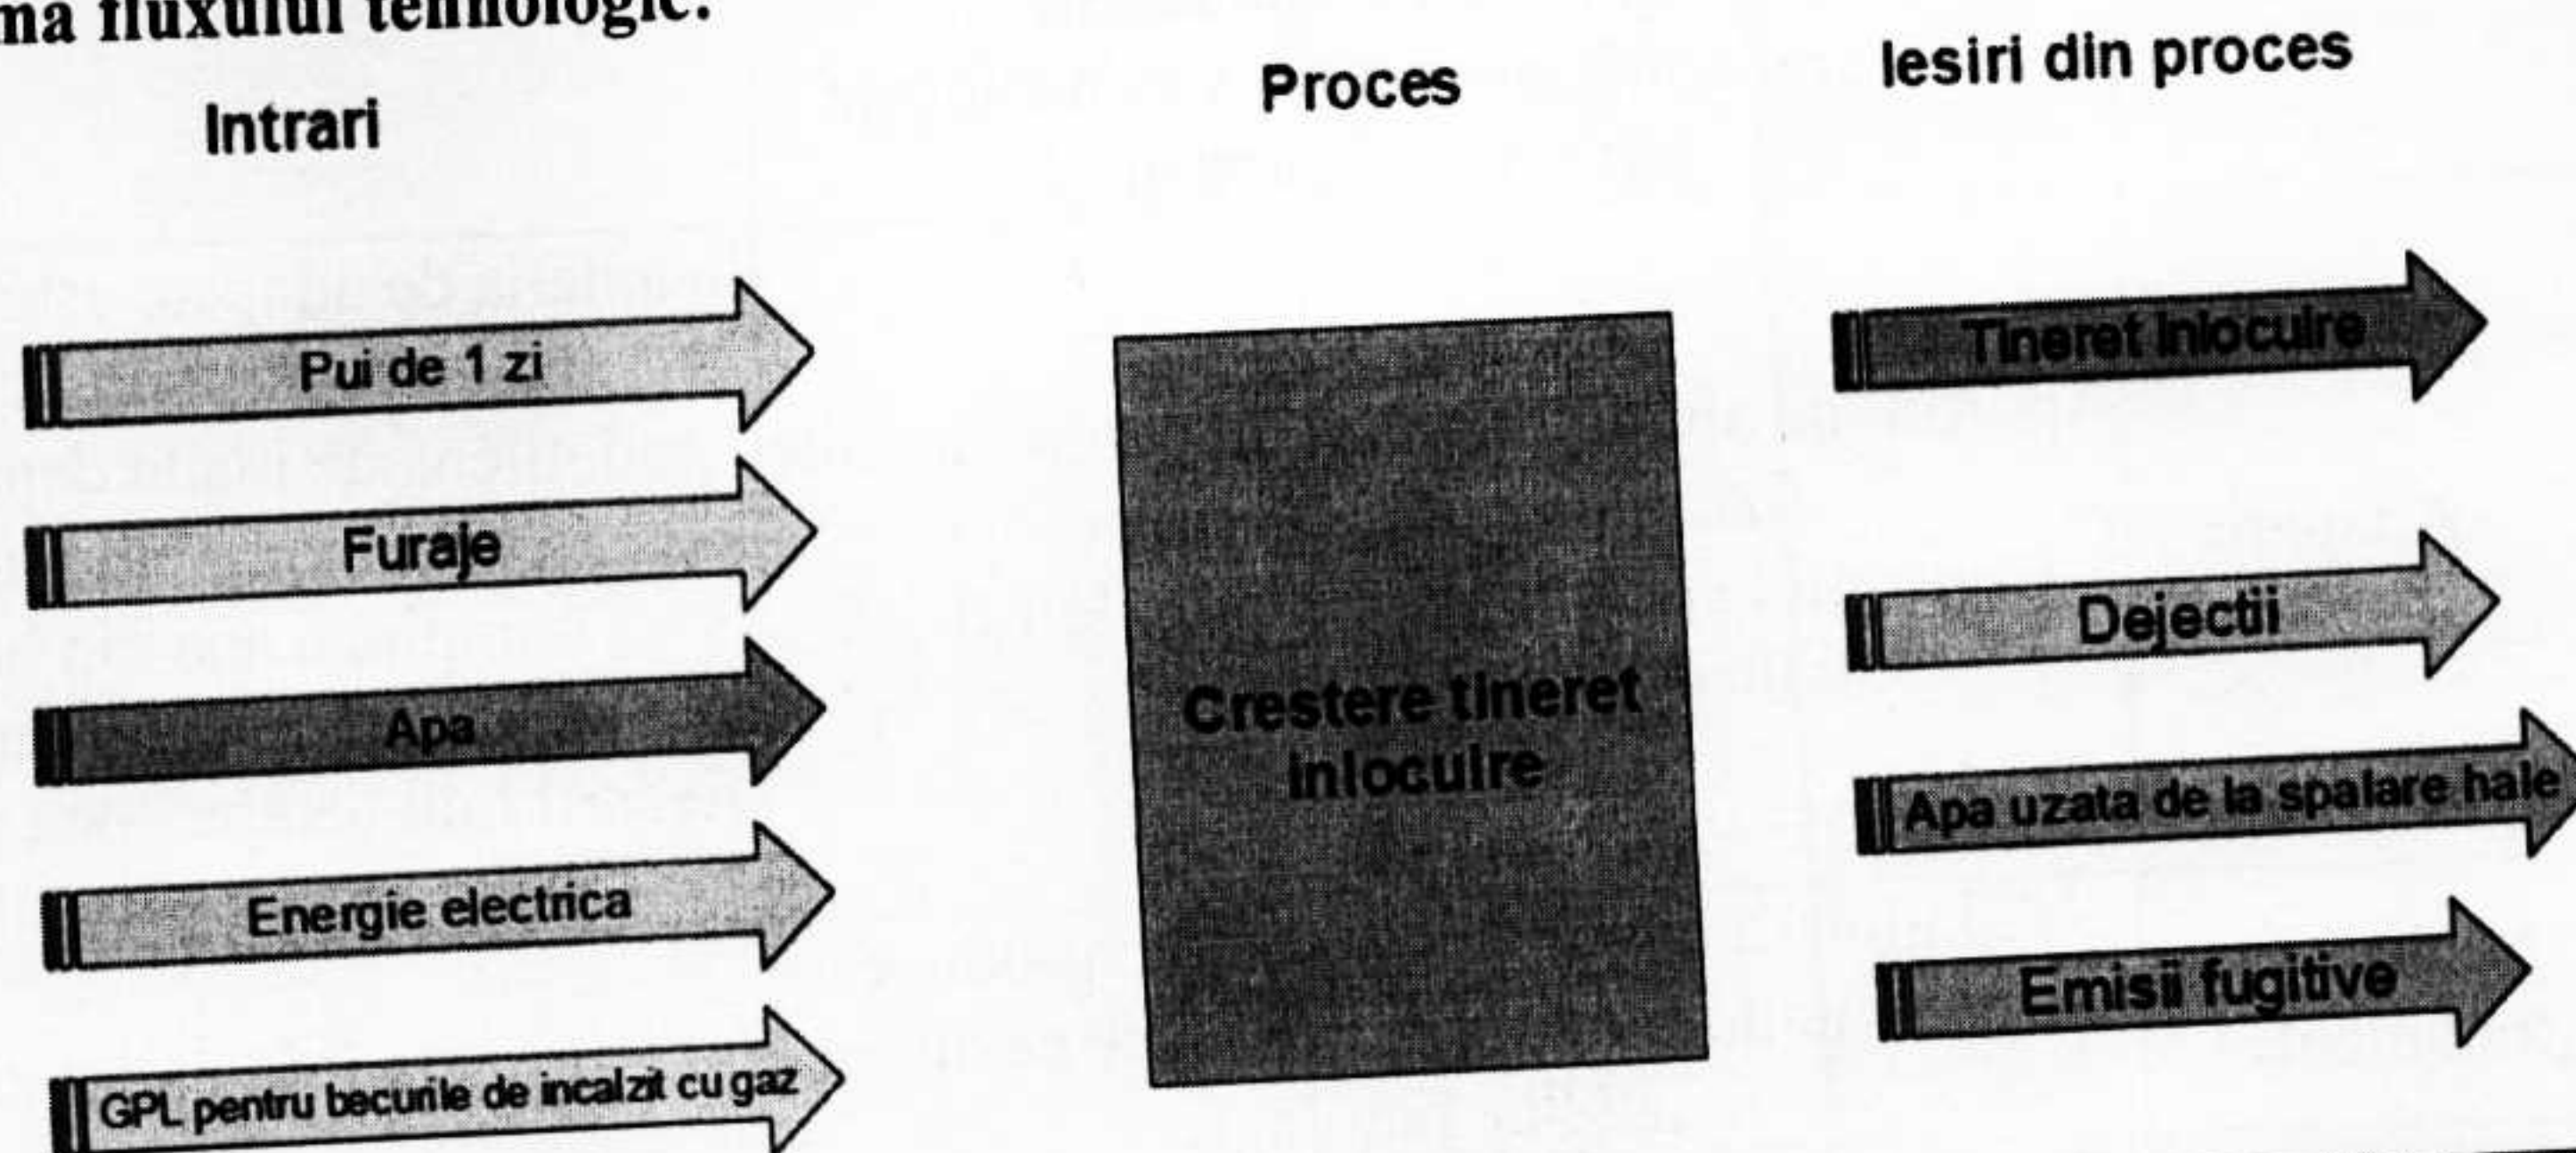 ma fluxului tehnologic:
Intrari
Proces
Iesiri din proces
Pui de 1 zi
Furaje
Apa
Energie electrica
GPL pentru becurile de incalzit cu gaz
Crestere tineret
inlocuire
Tineret inlocuire
Dejectii
Apa uzata de la spalare hale
Emisii fugitive